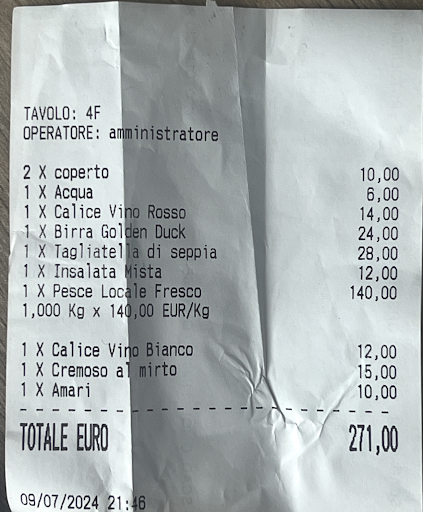 TAVOLO: 4F
OPERATORE: amministratore
2 X coperto 10,00
1 X Acqua 6,00
1 X Calice Vino Rosso 14,00
1 X Birra Golden Duck 24,00
1 X Tagliatella di seppia 28,00
1 X Insalata Mista 12,00
1 X Pesce Locale Fresco 140,00
1,000 Kg x 140,00 EUR/Kg
1 X Calice Vino Bianco 12,00
1 X Cremoso al mirto 15,00
1 X Amari 10,00
TOTALE EURO 271,00
09/07/2024 21:46